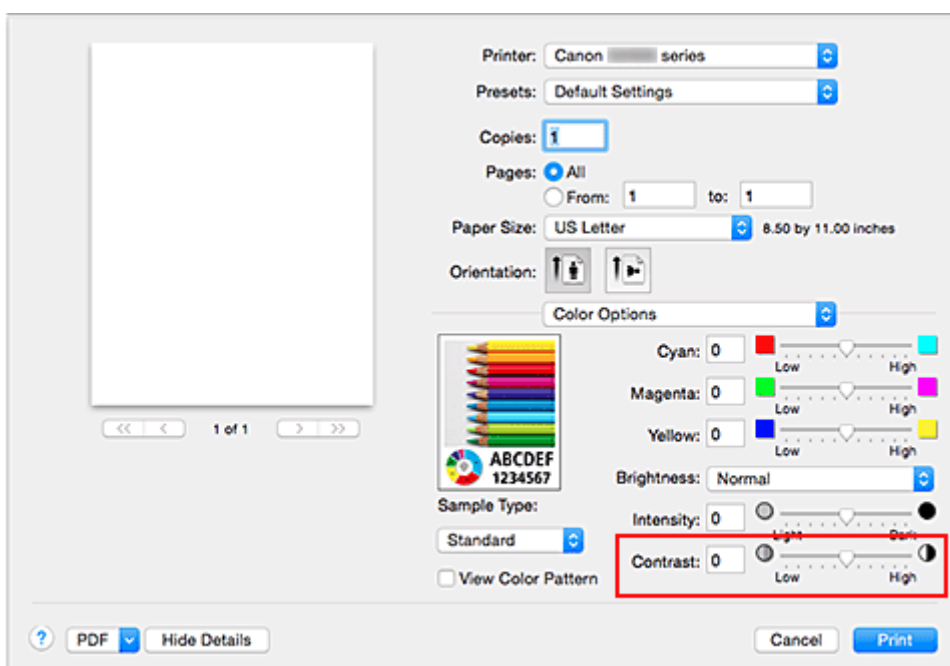 Printer: Canon series
Presets: Default Settings
Copies: 1
Pages: All
From: 1 to: 1
Paper Size: US Letter 8.50 by 11.00 inches
Orientation:
Color Options
1 of 1
Cyan: 0
Low High
Magenta: 0
Low High
Yellow: 0
Low High
ABCDEF
1234567
Brightness: Normal
Sample Type:
Intensity: 0
Light Dark
Standard
Contrast: 0
Low High
View Color Pattern
? PDF Hide Details Cancel Print